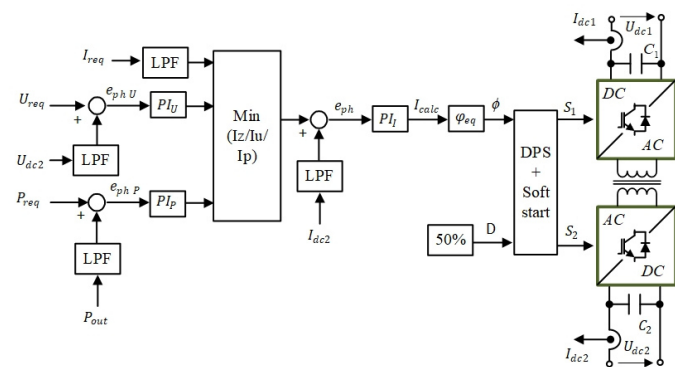 I_req
LPF
U_req
+
e_ph U
PI_U
U_dc2
LPF
P_req
+
e_ph P
PI_P
LPF
P_out
Min
(Iz/Iu/
Ip)
+
e_ph
PI_I
I_calc
φ_eq
ϕ
LPF
I_dc2
50%
D
DPS
+
Soft
start
S_1
S_2
I_dc1
U_dc1
C_1
DC
AC
AC
DC
C_2
U_dc2
I_dc2